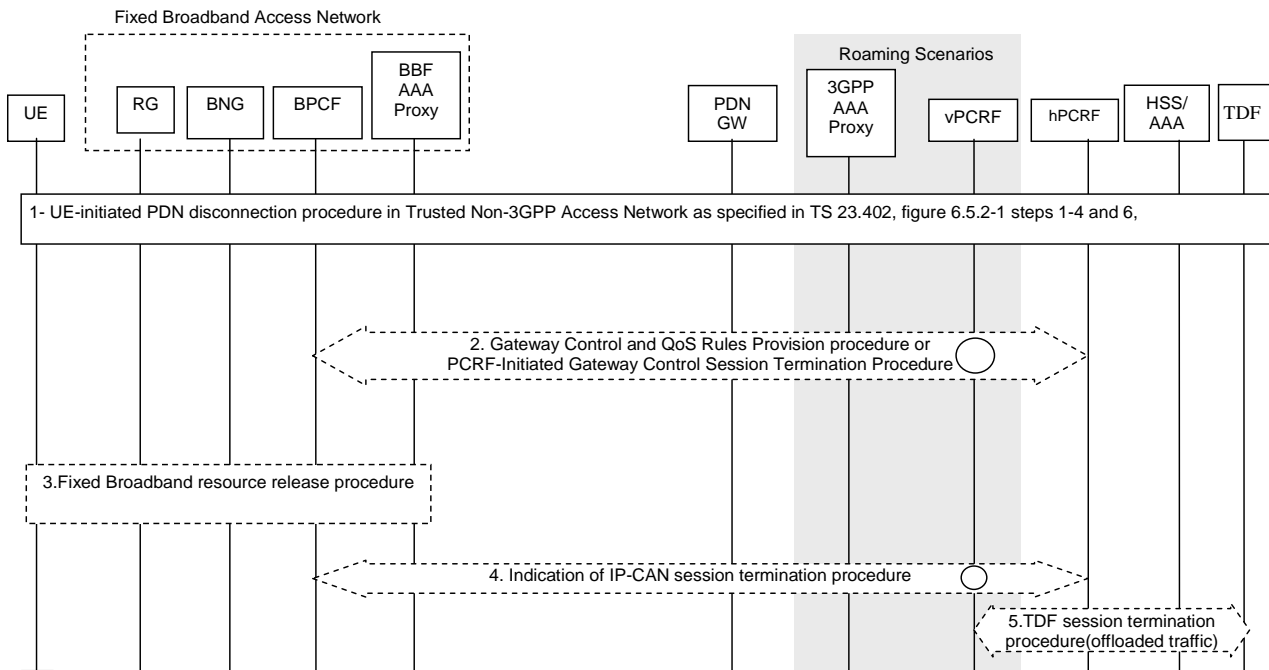 Fixed Broadband Access Network
Roaming Scenarios
UE
RG
BNG
BPCF
BBF
AAA
Proxy
PDN
GW
3GPP
AAA
Proxy
vPCRF
hPCRF
HSS/
AAA
TDF
1- UE-initiated PDN disconnection procedure in Trusted Non-3GPP Access Network as specified in TS 23.402, figure 6.5.2-1 steps 1-4 and 6,
2. Gateway Control and QoS Rules Provision procedure or
PCRF-Initiated Gateway Control Session Termination Procedure
3.Fixed Broadband resource release procedure
4. Indication of IP-CAN session termination procedure
5.TDF session termination
procedure(offloaded traffic)